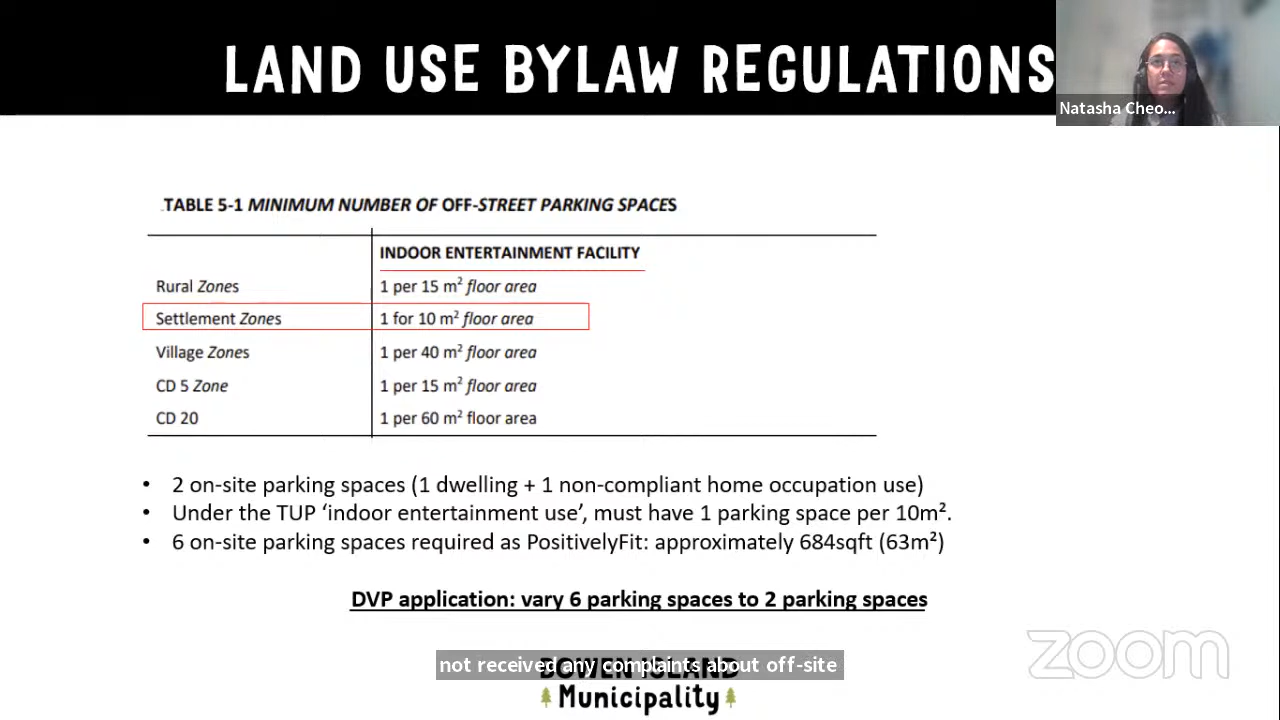 LAND USE BYLAW REGULATIONS
Natasha Cheo...
TABLE 5-1 MINIMUM NUMBER OF OFF-STREET PARKING SPACES
INDOOR ENTERTAINMENT FACILITY
Rural Zones 1 per 15 m² floor area
Settlement Zones 1 for 10 m² floor area
Village Zones 1 per 40 m² floor area
CD 5 Zone 1 per 15 m² floor area
CD 20 1 per 60 m² floor area
• 2 on-site parking spaces (1 dwelling + 1 non-compliant home occupation use)
• Under the TUP ‘indoor entertainment use’, must have 1 parking space per 10m².
• 6 on-site parking spaces required as PositivelyFit: approximately 684sqft (63m²)
DVP application: vary 6 parking spaces to 2 parking spaces
not received any complaints about off-site
BOWEN ISLAND
Municipality
zoom